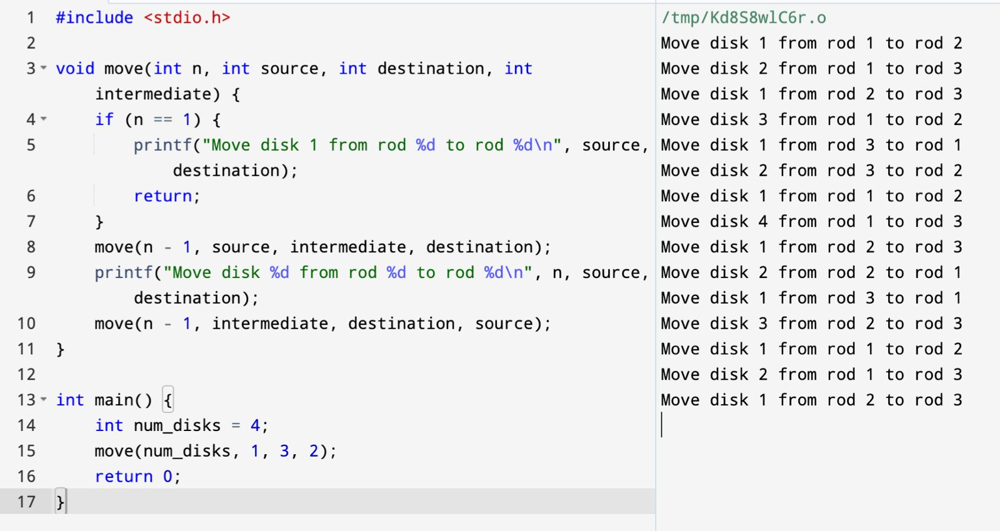 1 #include <stdio.h>
2
3 void move(int n, int source, int destination, int
intermediate) {
4 if (n == 1) {
5 printf("Move disk 1 from rod %d to rod %d\n", source,
destination);
6 return;
7 }
8 move(n - 1, source, intermediate, destination);
9 printf("Move disk %d from rod %d to rod %d\n", n, source,
destination);
10 move(n - 1, intermediate, destination, source);
11 }
12
13 int main() {
14 int num_disks = 4;
15 move(num_disks, 1, 3, 2);
16 return 0;
17 }
/tmp/Kd8S8wlC6r.o
Move disk 1 from rod 1 to rod 2
Move disk 2 from rod 1 to rod 3
Move disk 1 from rod 2 to rod 3
Move disk 3 from rod 1 to rod 2
Move disk 1 from rod 3 to rod 1
Move disk 2 from rod 3 to rod 2
Move disk 1 from rod 1 to rod 2
Move disk 4 from rod 1 to rod 3
Move disk 1 from rod 2 to rod 3
Move disk 2 from rod 2 to rod 1
Move disk 1 from rod 3 to rod 1
Move disk 3 from rod 2 to rod 3
Move disk 1 from rod 1 to rod 2
Move disk 2 from rod 1 to rod 3
Move disk 1 from rod 2 to rod 3